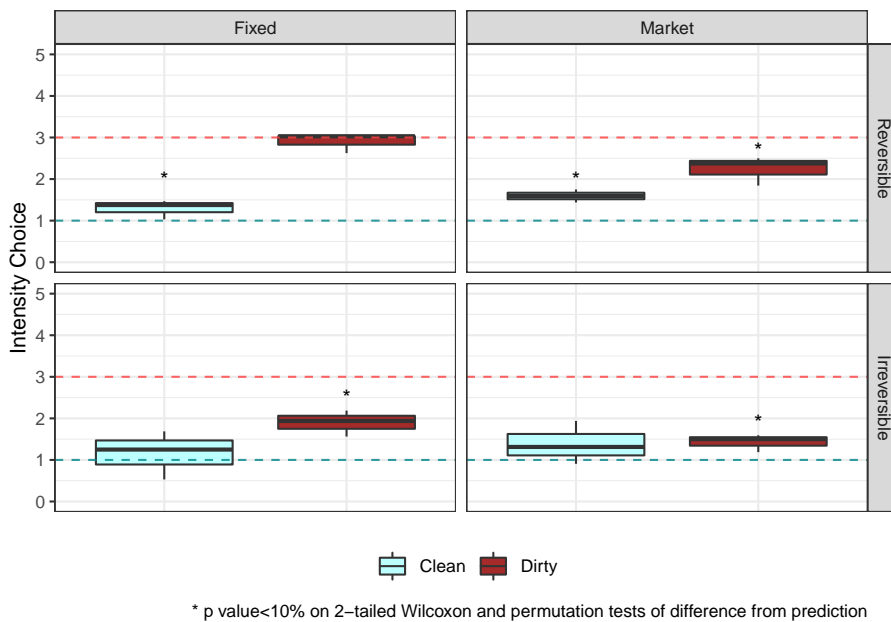 Fixed
Market
Intensity Choice
5
4
3
2
1
0
*
*
*
Reversible
5
4
3
2
1
0
*
*
Irreversible
Clean
Dirty
* p value<10% on 2−tailed Wilcoxon and permutation tests of difference from prediction